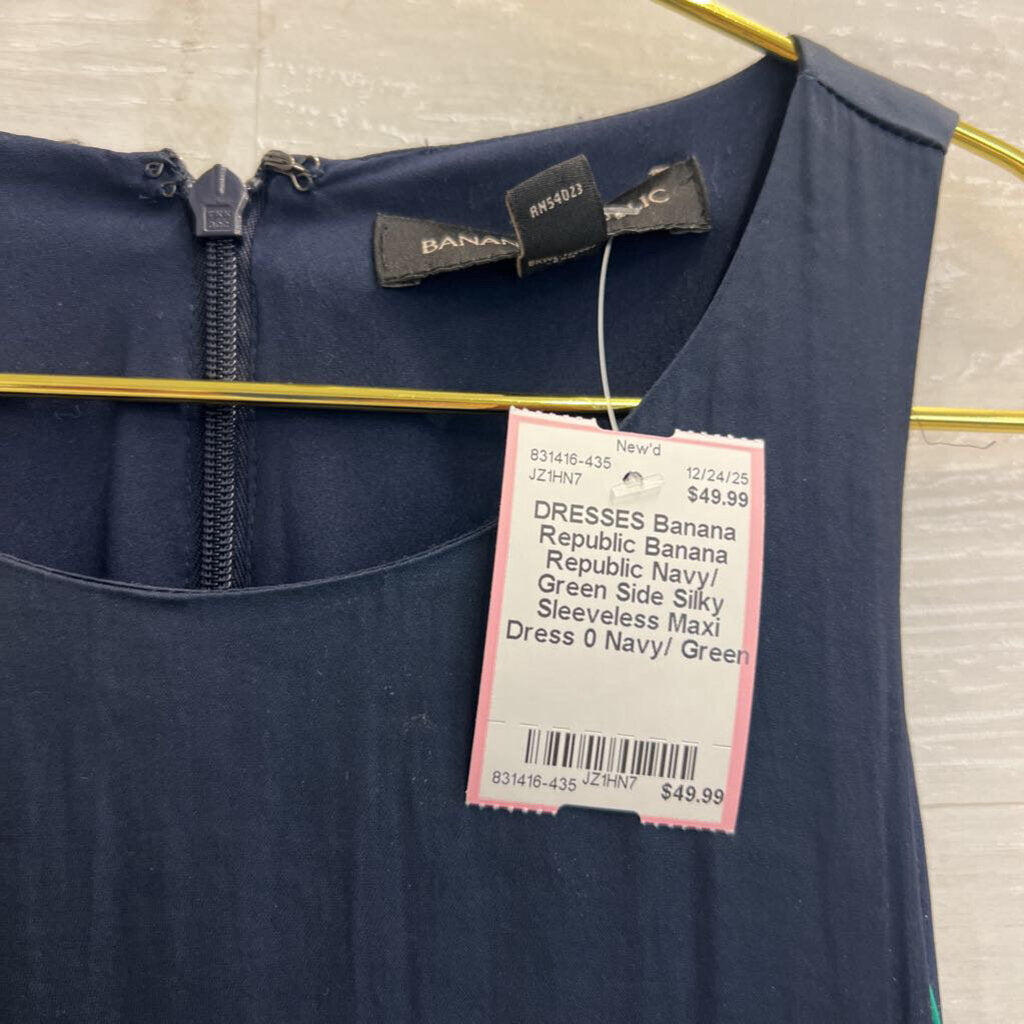 RN54023
BANAN
LIC
New'd
831416-435
JZ1HN7
12/24/25
$49.99
DRESSES Banana
Republic Banana
Republic Navy/
Green Side Silky
Sleeveless Maxi
Dress 0 Navy/ Green
831416-435 JZ1HN7 $49.99